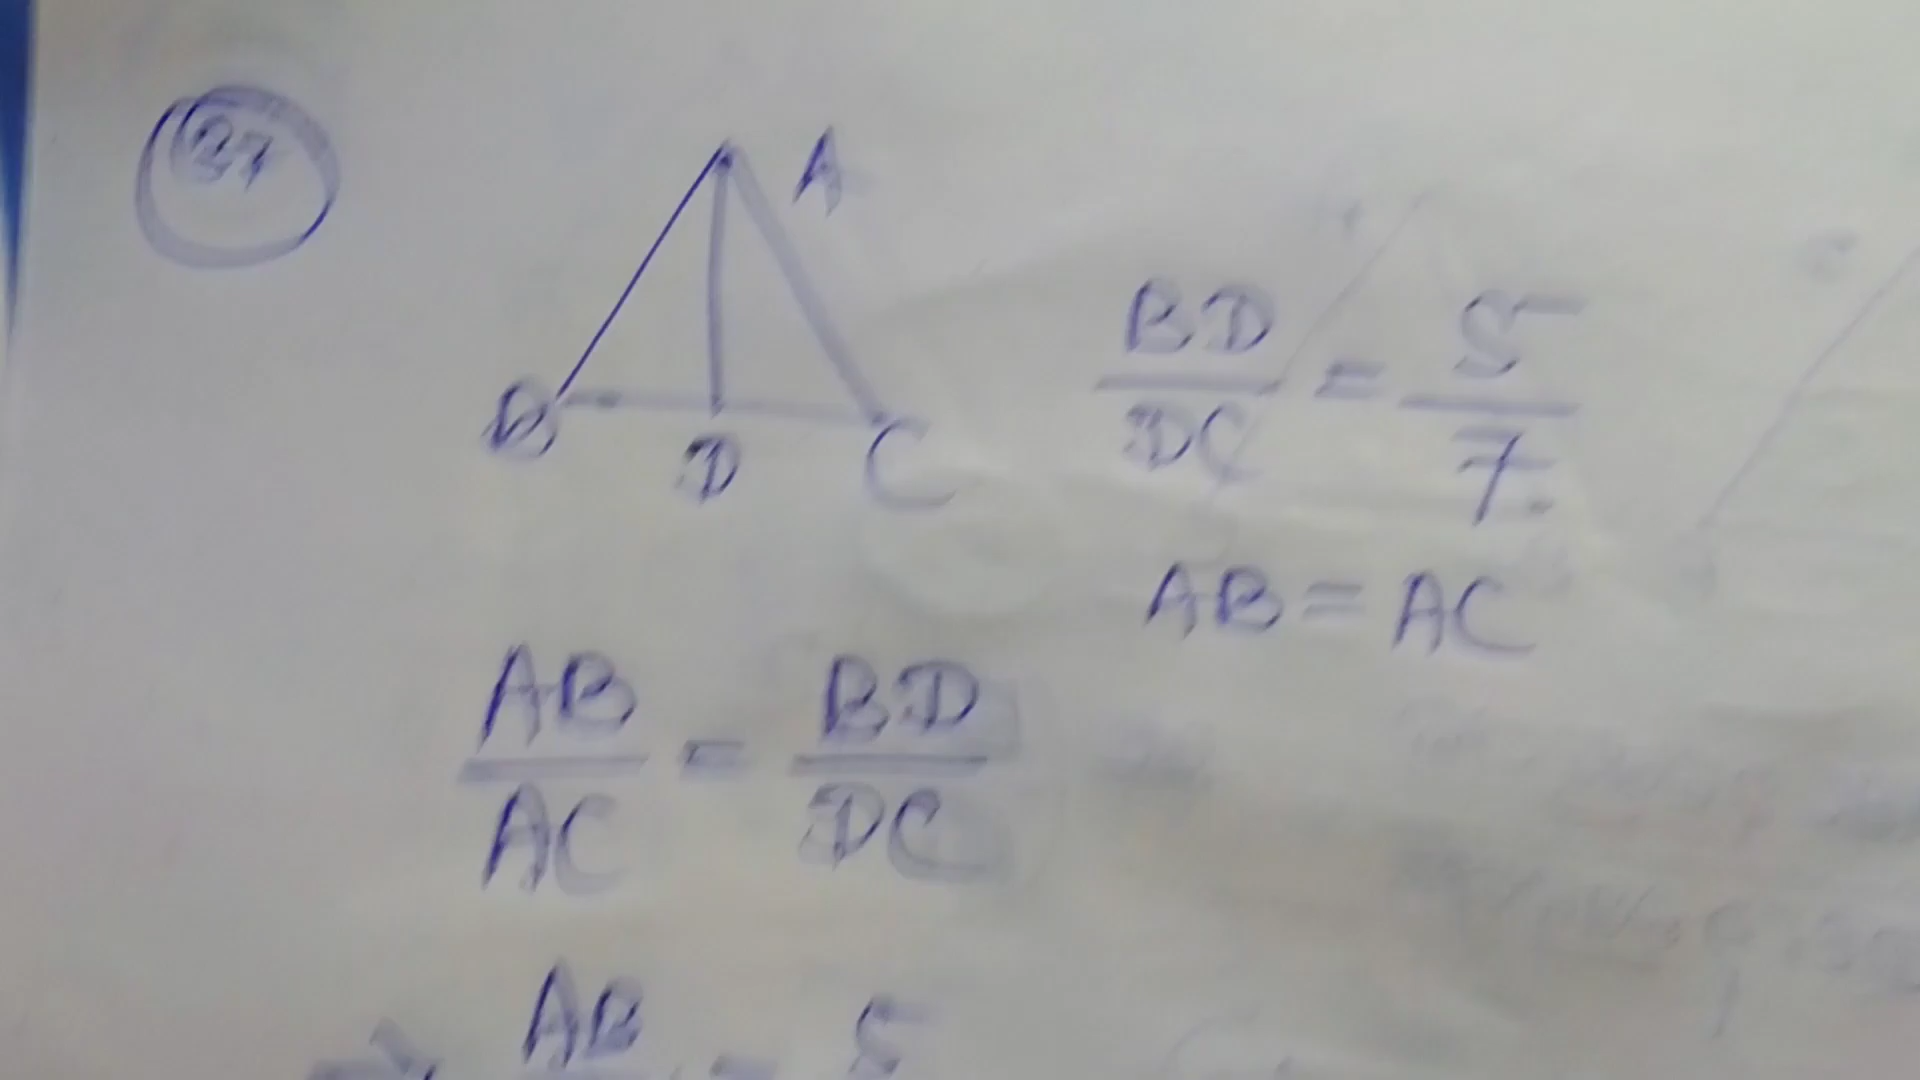 27
A
B D C
BD/DC = 5/7.
AB = AC
AB/AC = BD/DC
⇒ AB = 5